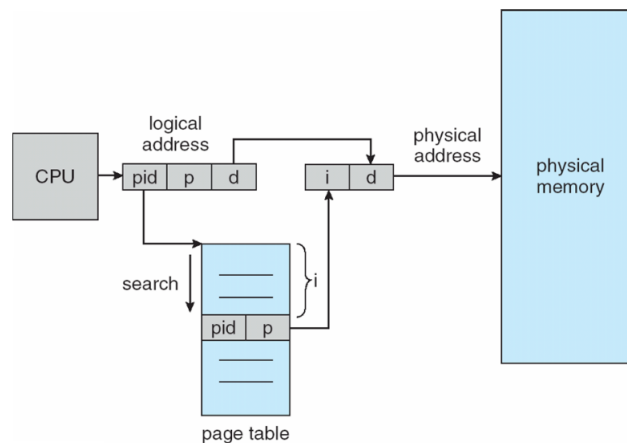 CPU
logical
address
pid p d
i d
physical
address
physical
memory
search
i
pid p
page table